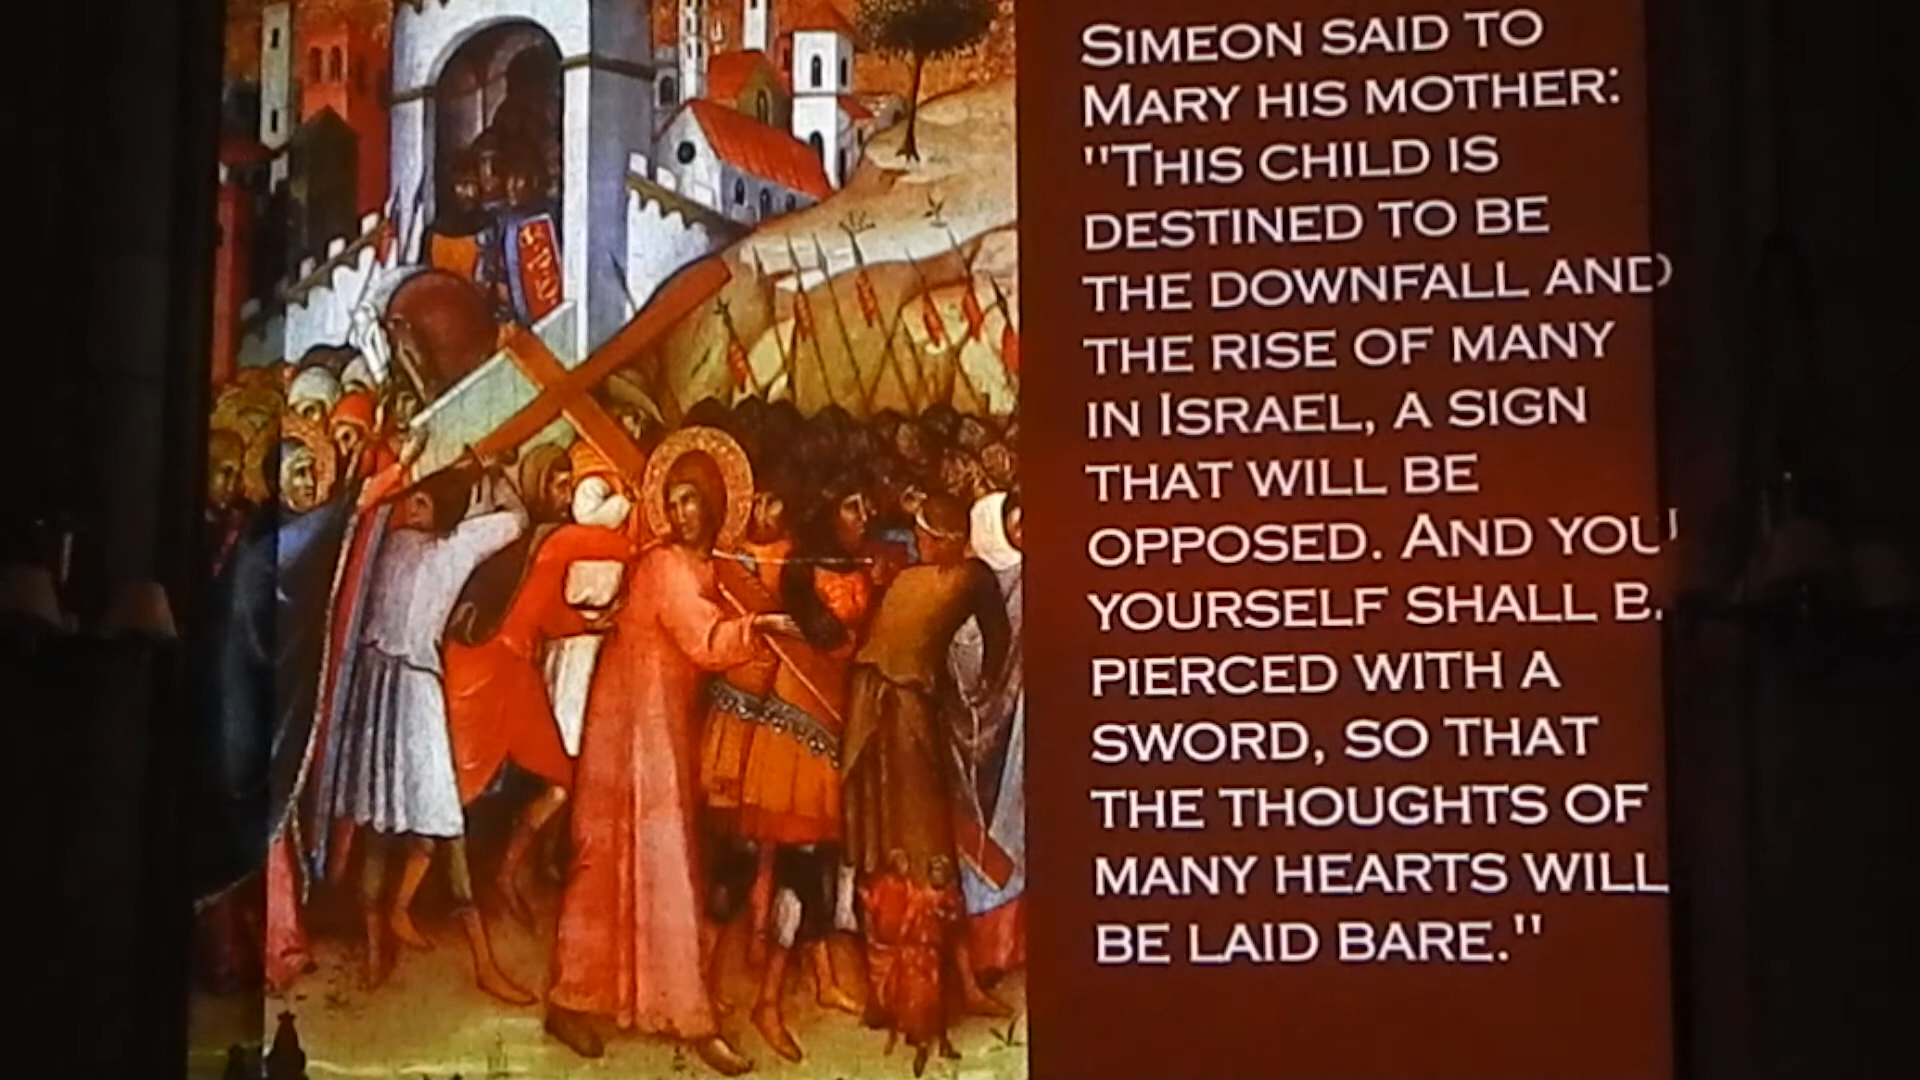 SIMEON SAID TO
MARY HIS MOTHER:
"THIS CHILD IS
DESTINED TO BE
THE DOWNFALL AND
THE RISE OF MANY
IN ISRAEL, A SIGN
THAT WILL BE
OPPOSED. AND YOU
YOURSELF SHALL
PIERCED WITH A
SWORD, SO THAT
THE THOUGHTS OF
MANY HEARTS WILL
BE LAID BARE."